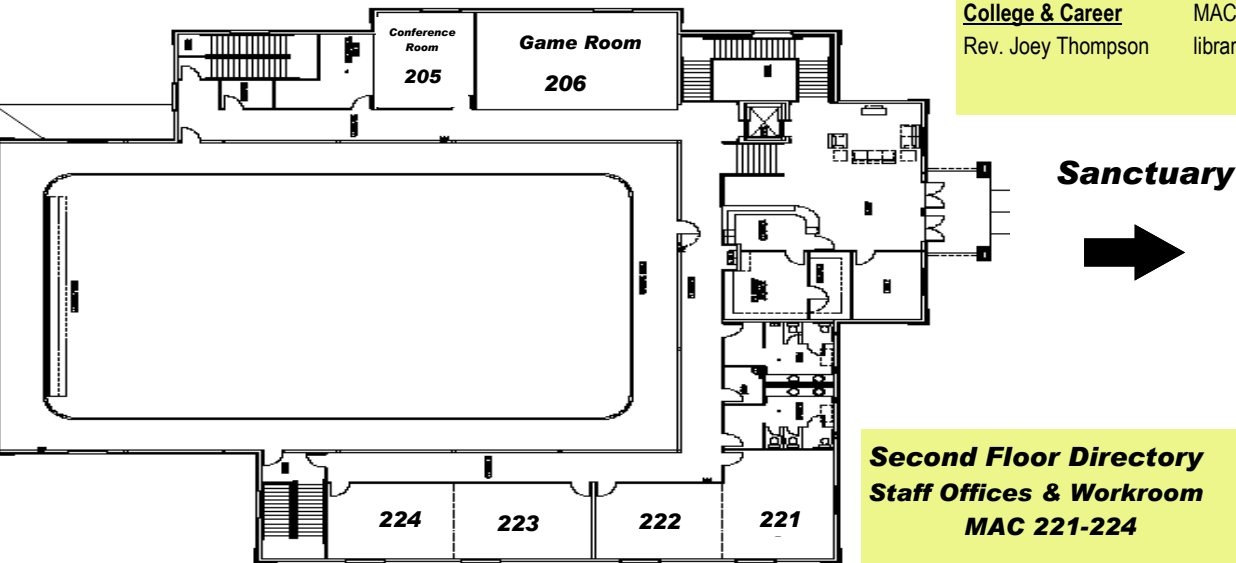 College & Career MAC
Rev. Joey Thompson librar
Conference
Room
205
Game Room
206
Sanctuary
224
223
222
221
Second Floor Directory
Staff Offices & Workroom
MAC 221-224